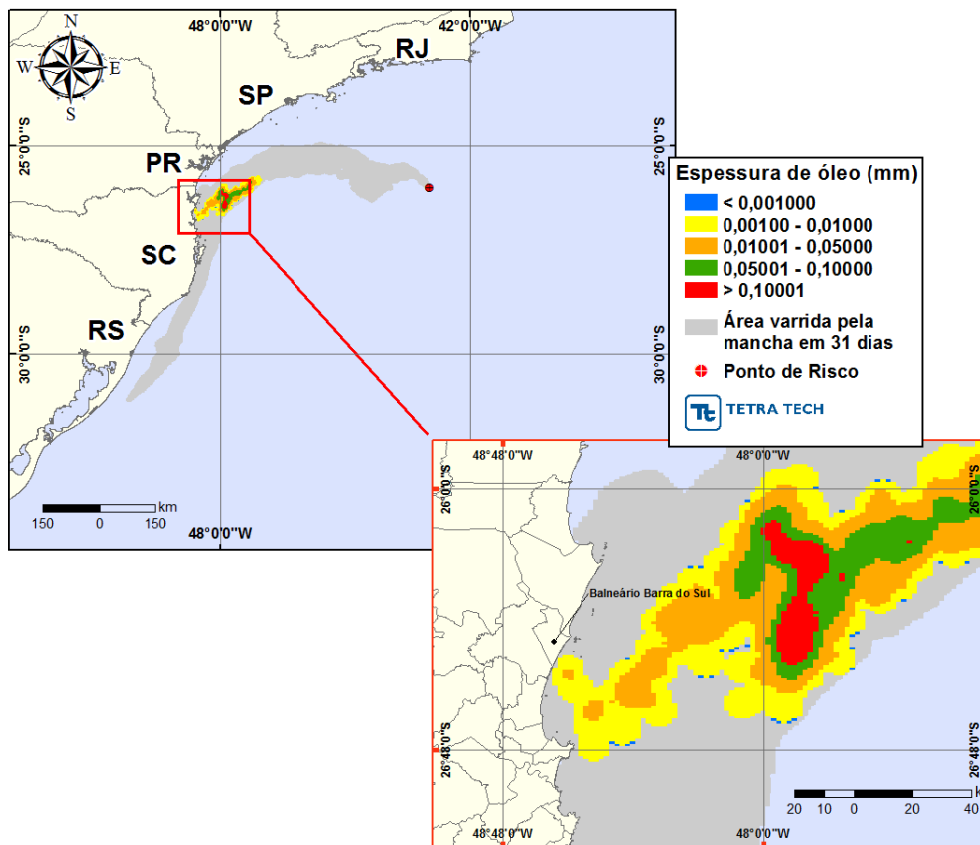 48°0'0"W
42°0'0"W
N
W
E
S
RJ
SP
25°0'0"S
25°0'0"S
PR
SC
RS
30°0'0"S
30°0'0"S
km
150
0
150
48°0'0"W
Espessura de óleo (mm)
< 0,001000
0,00100 - 0,01000
0,01001 - 0,05000
0,05001 - 0,10000
> 0,10001
Área varrida pela
mancha em 31 dias
Ponto de Risco
Tt TETRA TECH
48°48'0"W
48°0'0"W
26°0'0"S
26°0'0"S
Balneário Barra do Sul
26°48'0"S
26°48'0"S
k
20 10 0 20 40
48°48'0"W
48°0'0"W